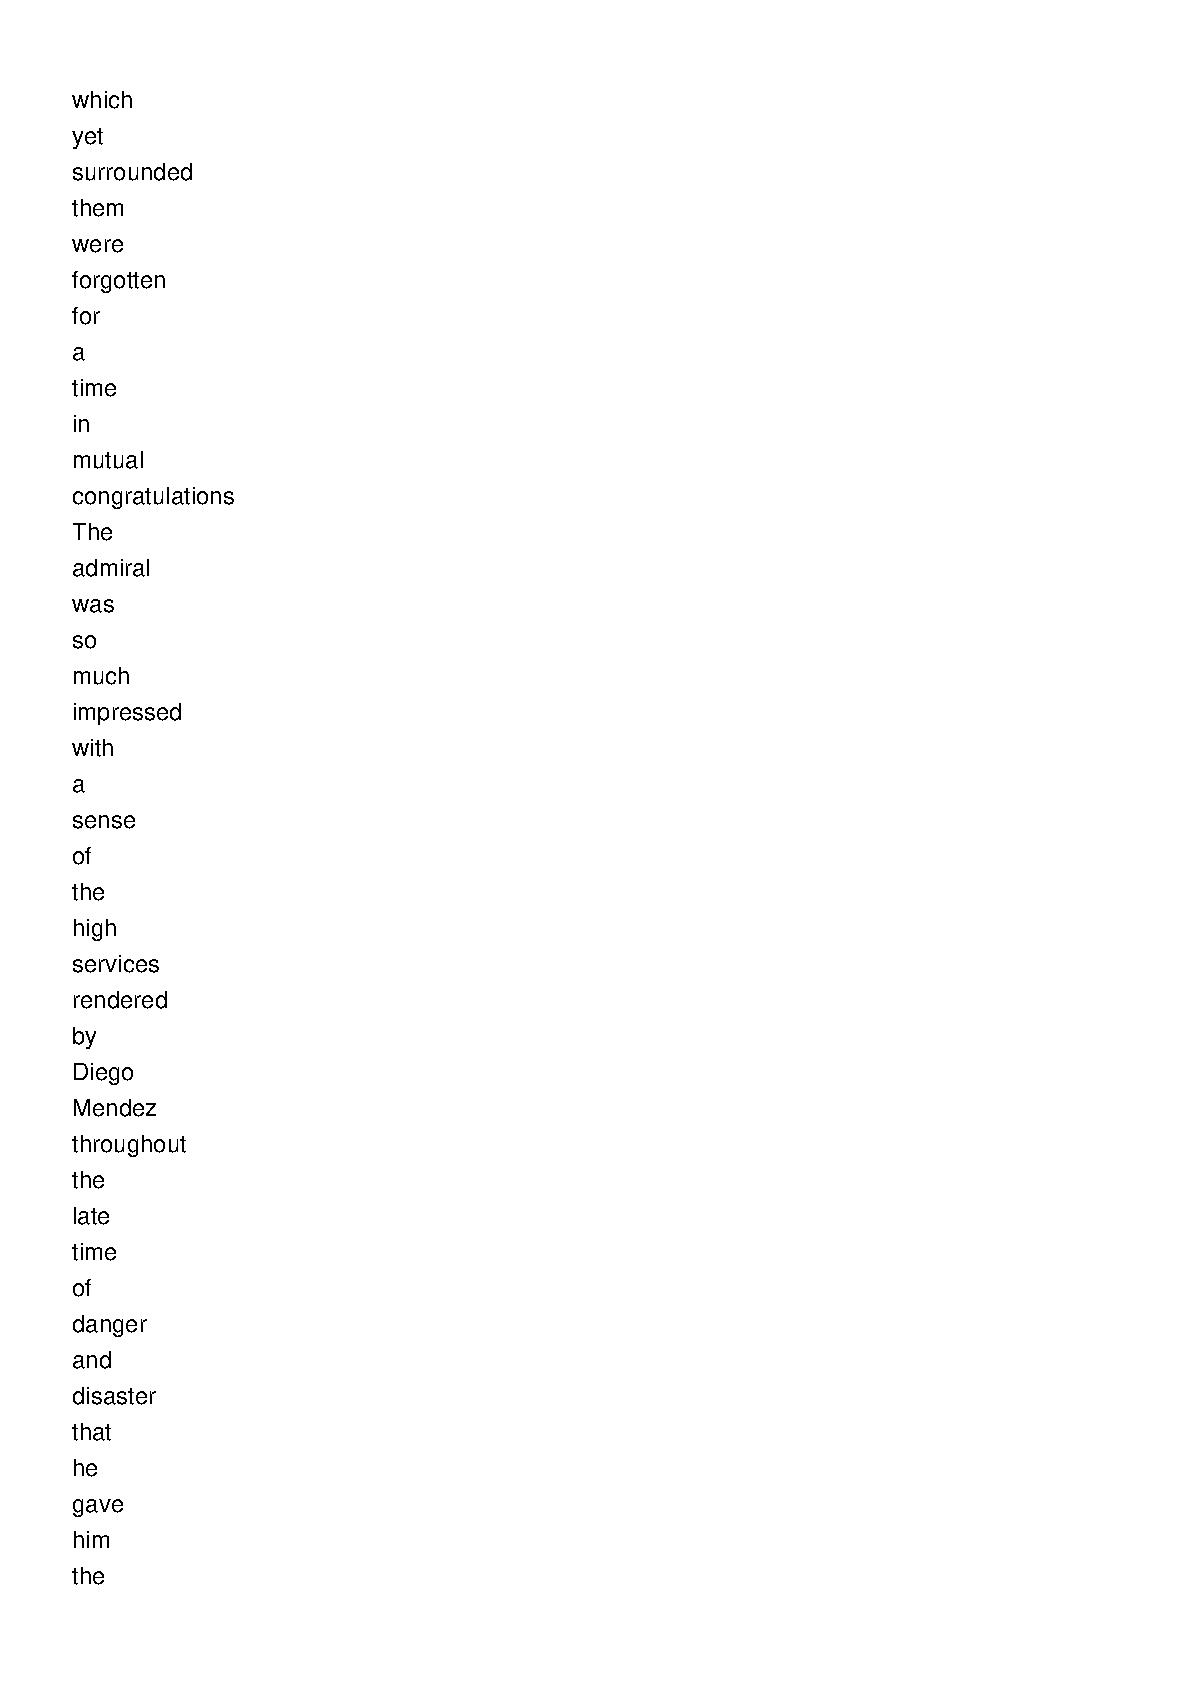 which
yet
surrounded
them
were
forgotten
for
a
time
in
mutual
congratulations
The
admiral
was
so
much
impressed
with
a
sense
of
the
high
services
rendered
by
Diego
Mendez
throughout
the
late
time
of
danger
and
disaster
that
he
gave
him
the